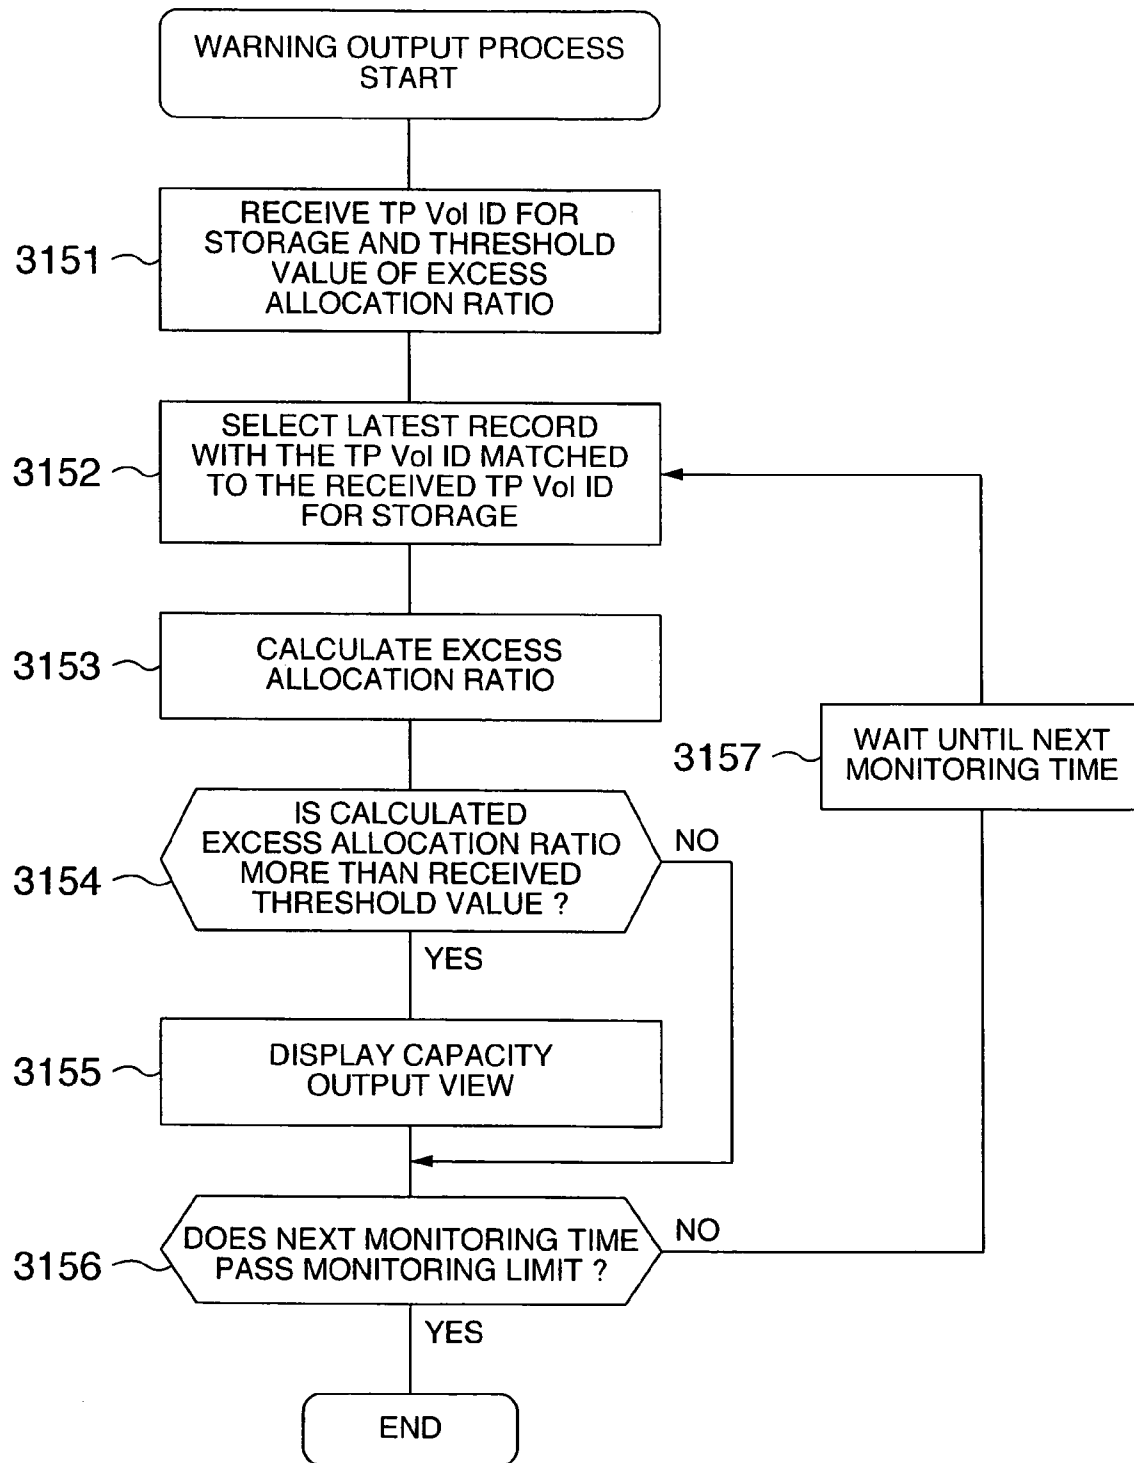 WARNING OUTPUT PROCESS
START
3151
RECEIVE TP Vol ID FOR
STORAGE AND THRESHOLD
VALUE OF EXCESS
ALLOCATION RATIO
3152
SELECT LATEST RECORD
WITH THE TP Vol ID MATCHED
TO THE RECEIVED TP Vol ID
FOR STORAGE
3153
CALCULATE EXCESS
ALLOCATION RATIO
3157
WAIT UNTIL NEXT
MONITORING TIME
3154
IS CALCULATED
EXCESS ALLOCATION RATIO
MORE THAN RECEIVED
THRESHOLD VALUE ?
NO
YES
3155
DISPLAY CAPACITY
OUTPUT VIEW
3156
DOES NEXT MONITORING TIME
PASS MONITORING LIMIT ?
NO
YES
END